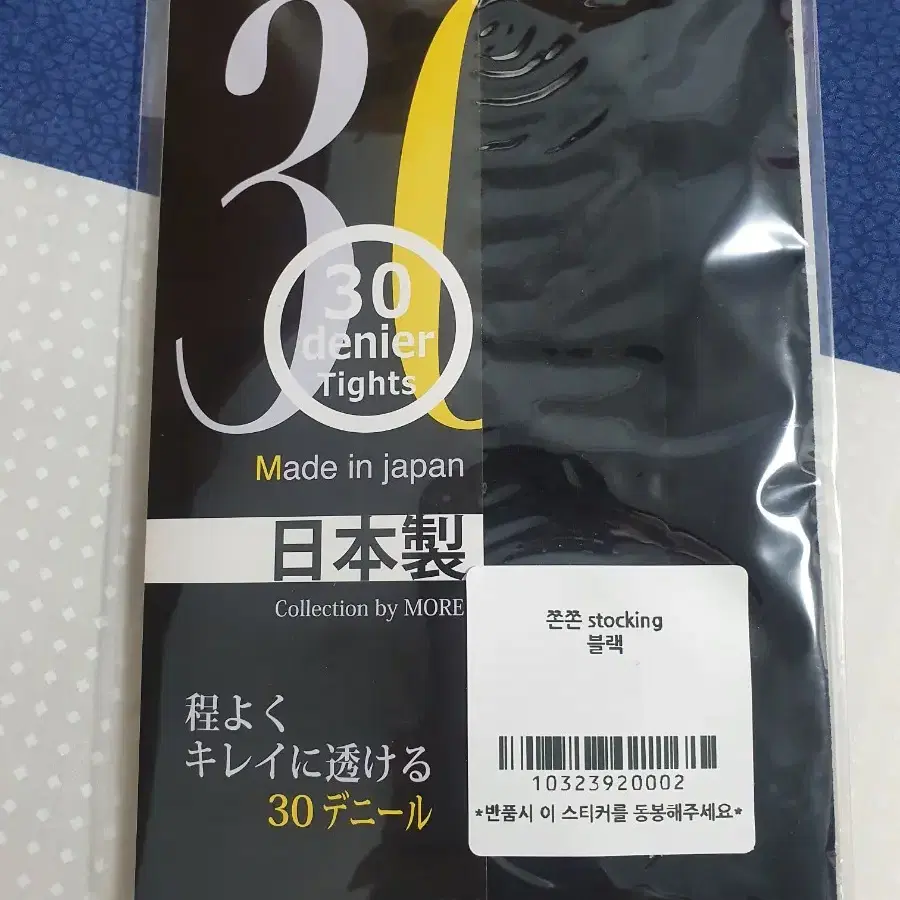 30
30
denier
Tights
Made in japan
日本製
Collection by MORE
程よく
キレイに透ける
30デニール
쫀쫀 stocking
블랙
10323920002
*반품시 이 스티커를 동봉해주세요*